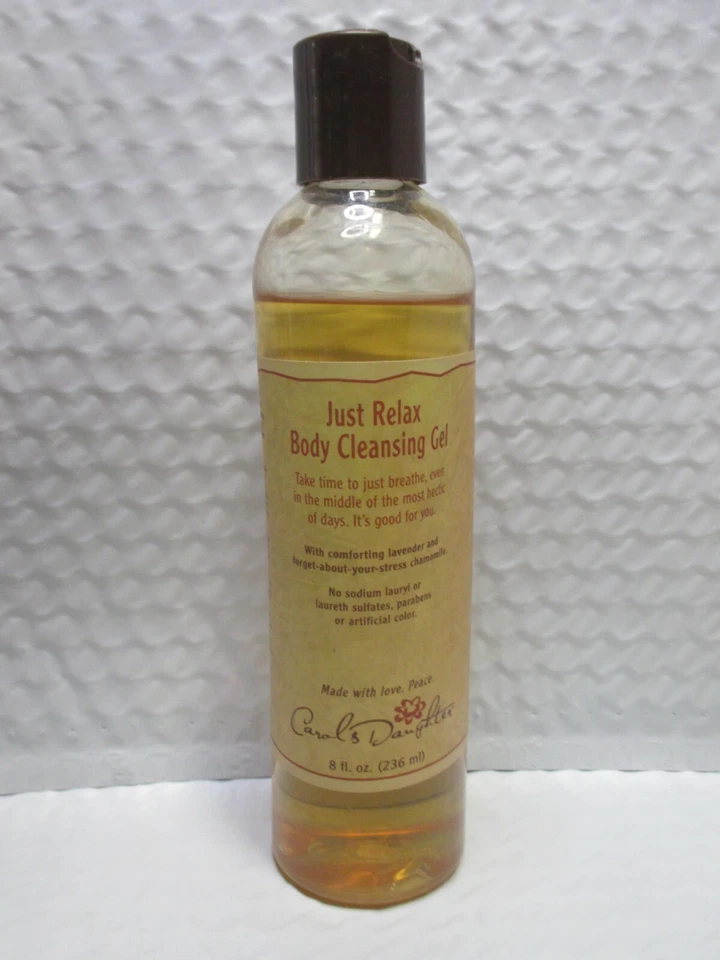 Just Relax
Body Cleansing Gel
Take time to just breathe, even
in the middle of the most hectic
of days. It's good for you.
With comforting lavender and
forget-about-your-stress chamomile.
No sodium lauryl or
laureth sulfates, parabens
or artificial color.
Made with love. Peace.
Carol's Daughter
8 fl. oz. (236 ml)